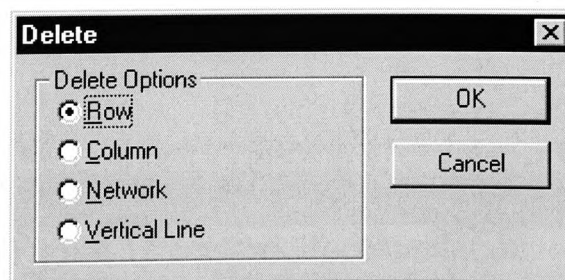 Delete
Delete Options
Row
Column
Network
Vertical Line
OK
Cancel